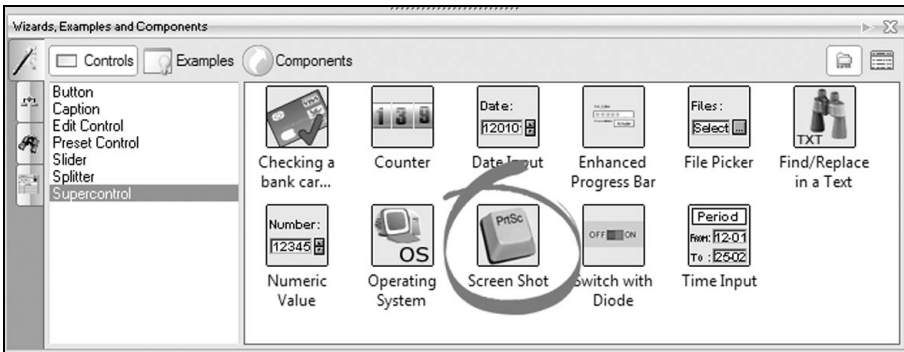 Wizards, Examples and Components
Controls Examples Components
Button
Caption
Edit Control
Preset Control
Slider
Splitter
Supercontrol
139
Date:
12010
Files:
Select ...
TXT
Checking a
bank car...
Counter
Date Input
Enhanced
Progress Bar
File Picker
Find/Replace
in a Text
Number:
12345
OS
PrtSc
OFF ON
Period
From: 12-01
To : 25-02
Numeric
Value
Operating
System
Screen Shot
Switch with
Diode
Time Input